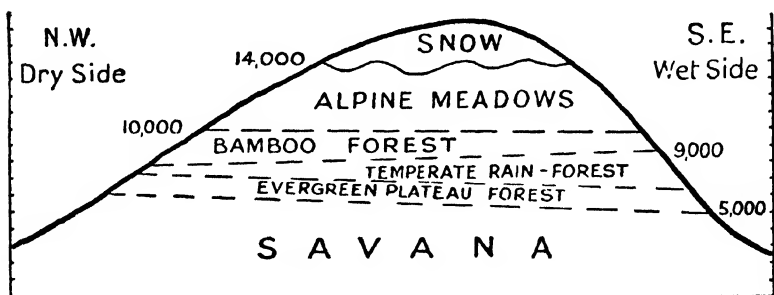 N.W.
Dry Side
S.E.
Wet Side
SNOW
14,000
ALPINE MEADOWS
10,000
BAMBOO FOREST
9,000
TEMPERATE RAIN-FOREST
EVERGREEN PLATEAU FOREST
5,000
SAVANA